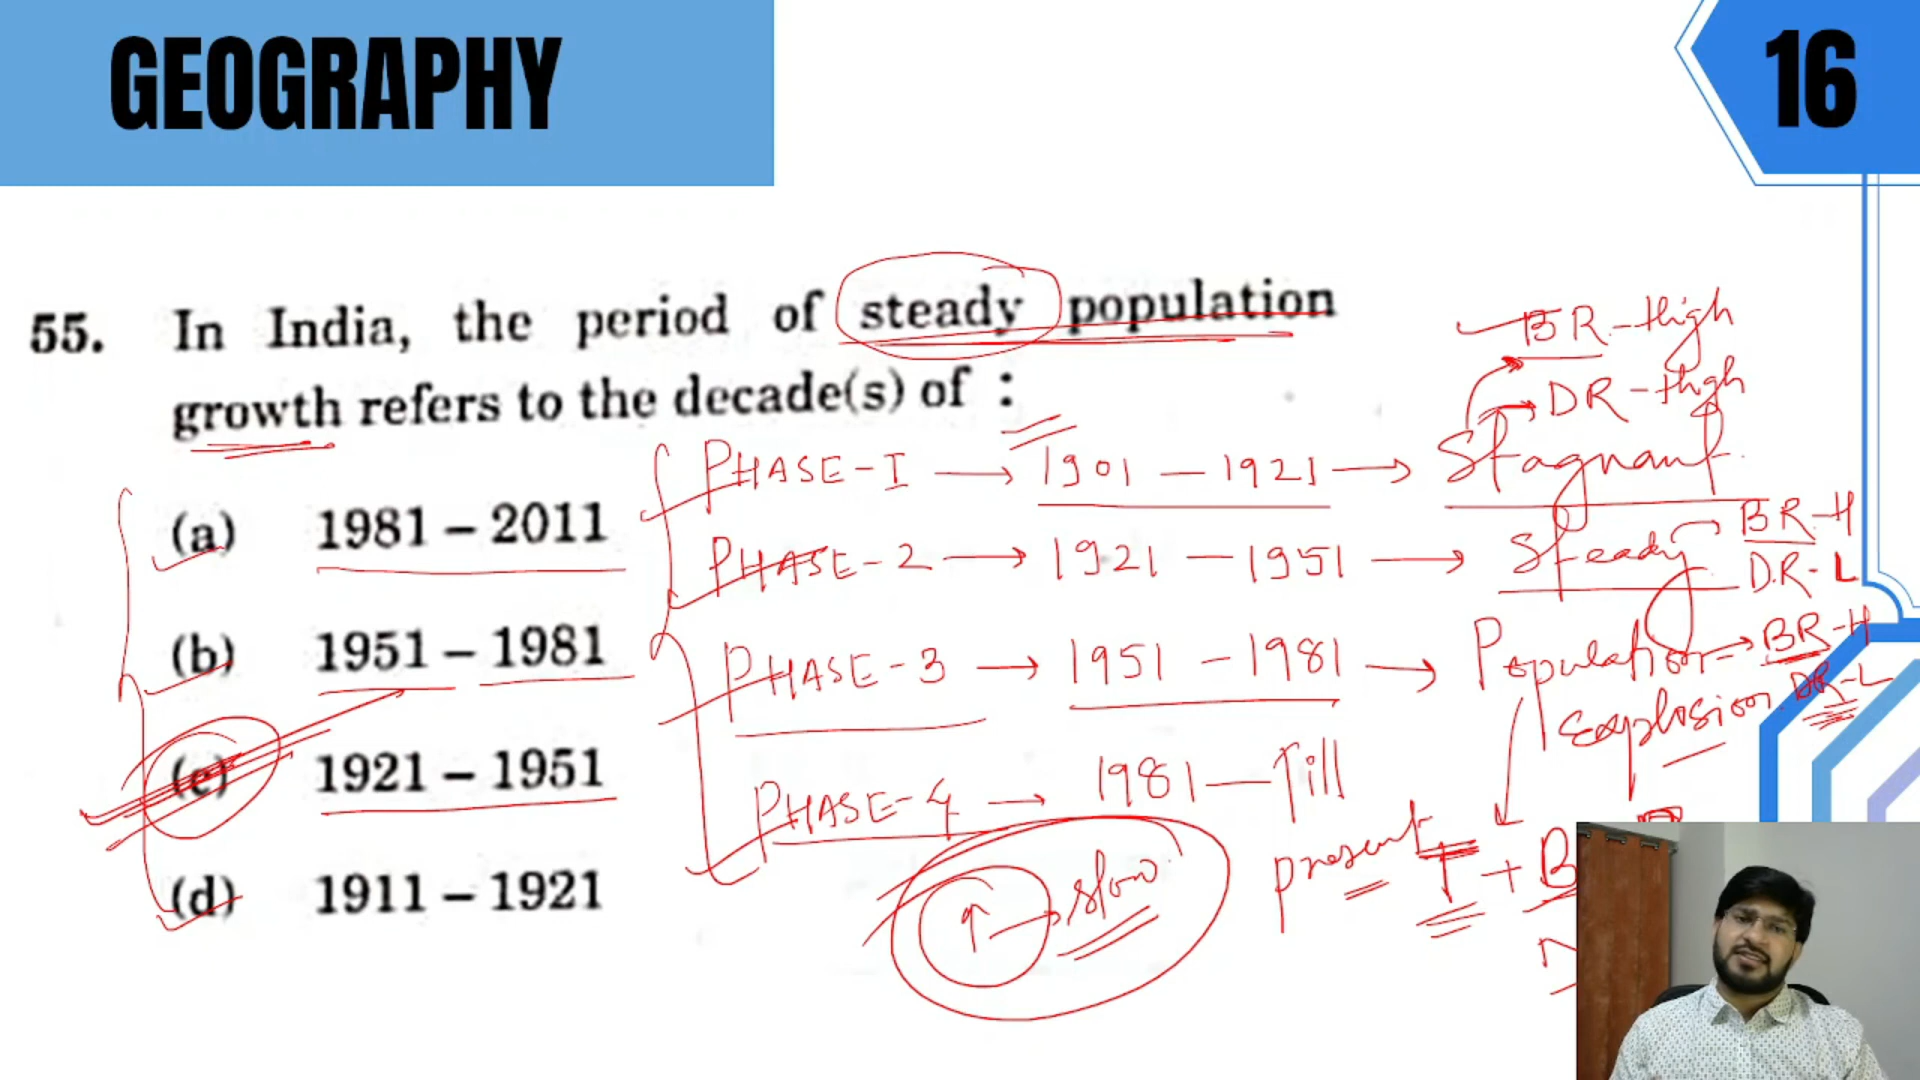 GEOGRAPHY
16
55. In India, the period of steady population
growth refers to the decade(s) of :
(a) 1981 – 2011
(b) 1951 – 1981
(c) 1921 – 1951
(d) 1911 – 1921
BR-High
DR-High
PHASE-I → 1901 – 1921 → Stagnant
PHASE-2 → 1921 – 1951 → Steady
BR-H
D.R-L
PHASE-3 → 1951 – 1981 → Population
explosion
BR-H
DR-L
PHASE-4 → 1981 – Till
present
↑ → slow
+ B